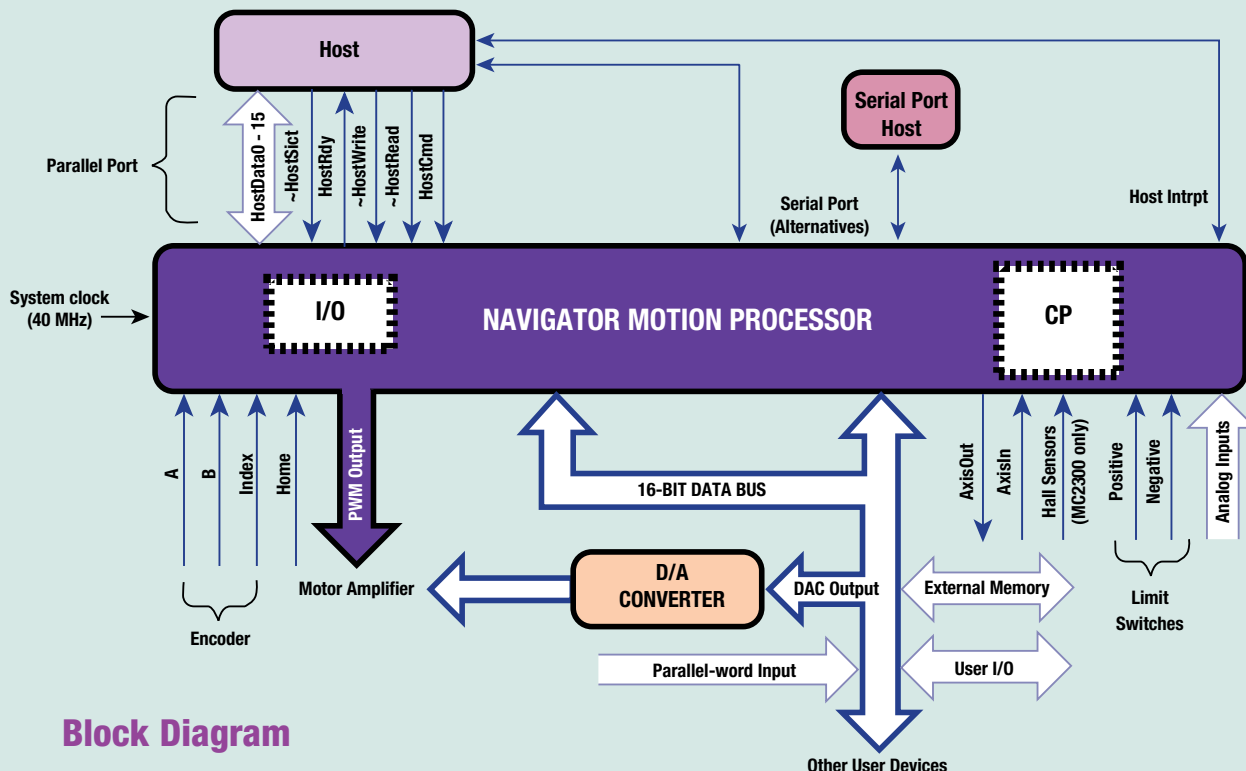 Host
Serial Port
Host
Parallel Port
HostData0 - 15
~HostSlct
HostRdy
~HostWrite
~HostRead
HostCmd
Serial Port
(Alternatives)
Host Intrpt
System clock
(40 MHz)
I/O
NAVIGATOR MOTION PROCESSOR
CP
A
B
Index
Home
PWM Output
16-BIT DATA BUS
AxisOut
AxisIn
Hall Sensors
(MC2300 only)
Positive
Negative
Analog Inputs
Encoder
Motor Amplifier
D/A
CONVERTER
DAC Output
External Memory
Limit
Switches
Parallel-word Input
User I/O
Block Diagram
Other User Devices